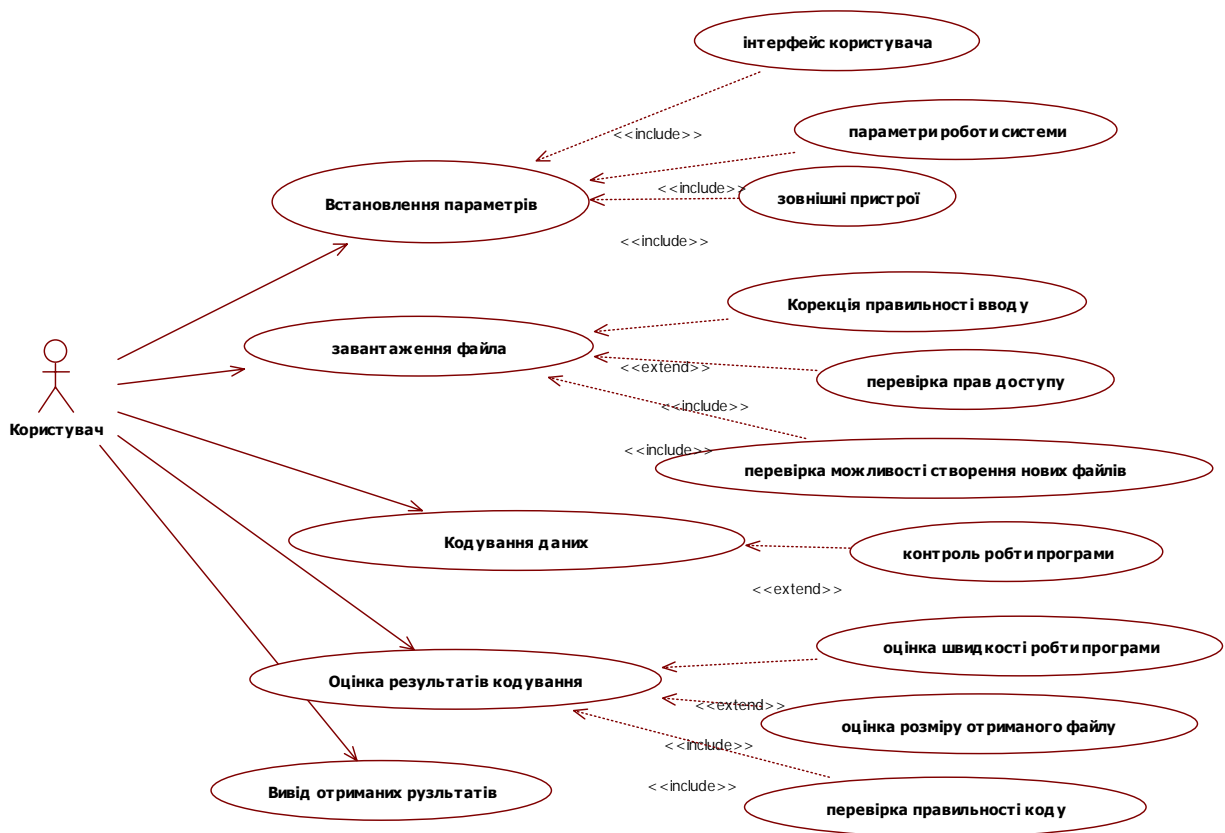 інтерфейс користувача
<<include>>
параметри роботи системи
<<include>>
зовнішні пристрої
Встановлення параметрів
<<include>>
Корекція правильності вводу
завантаження файла
<<extend>>
перевірка прав доступу
<<include>>
Користувач
<<include>>
перевірка можливості створення нових файлів
Кодування даних
контроль робти програми
<<extend>>
оцінка швидкості робти програми
Оцінка результатів кодування
<<extend>>
оцінка розміру отриманого файлу
<<include>>
<<include>>
Вивід отриманих рузльтатів
перевірка правильності коду